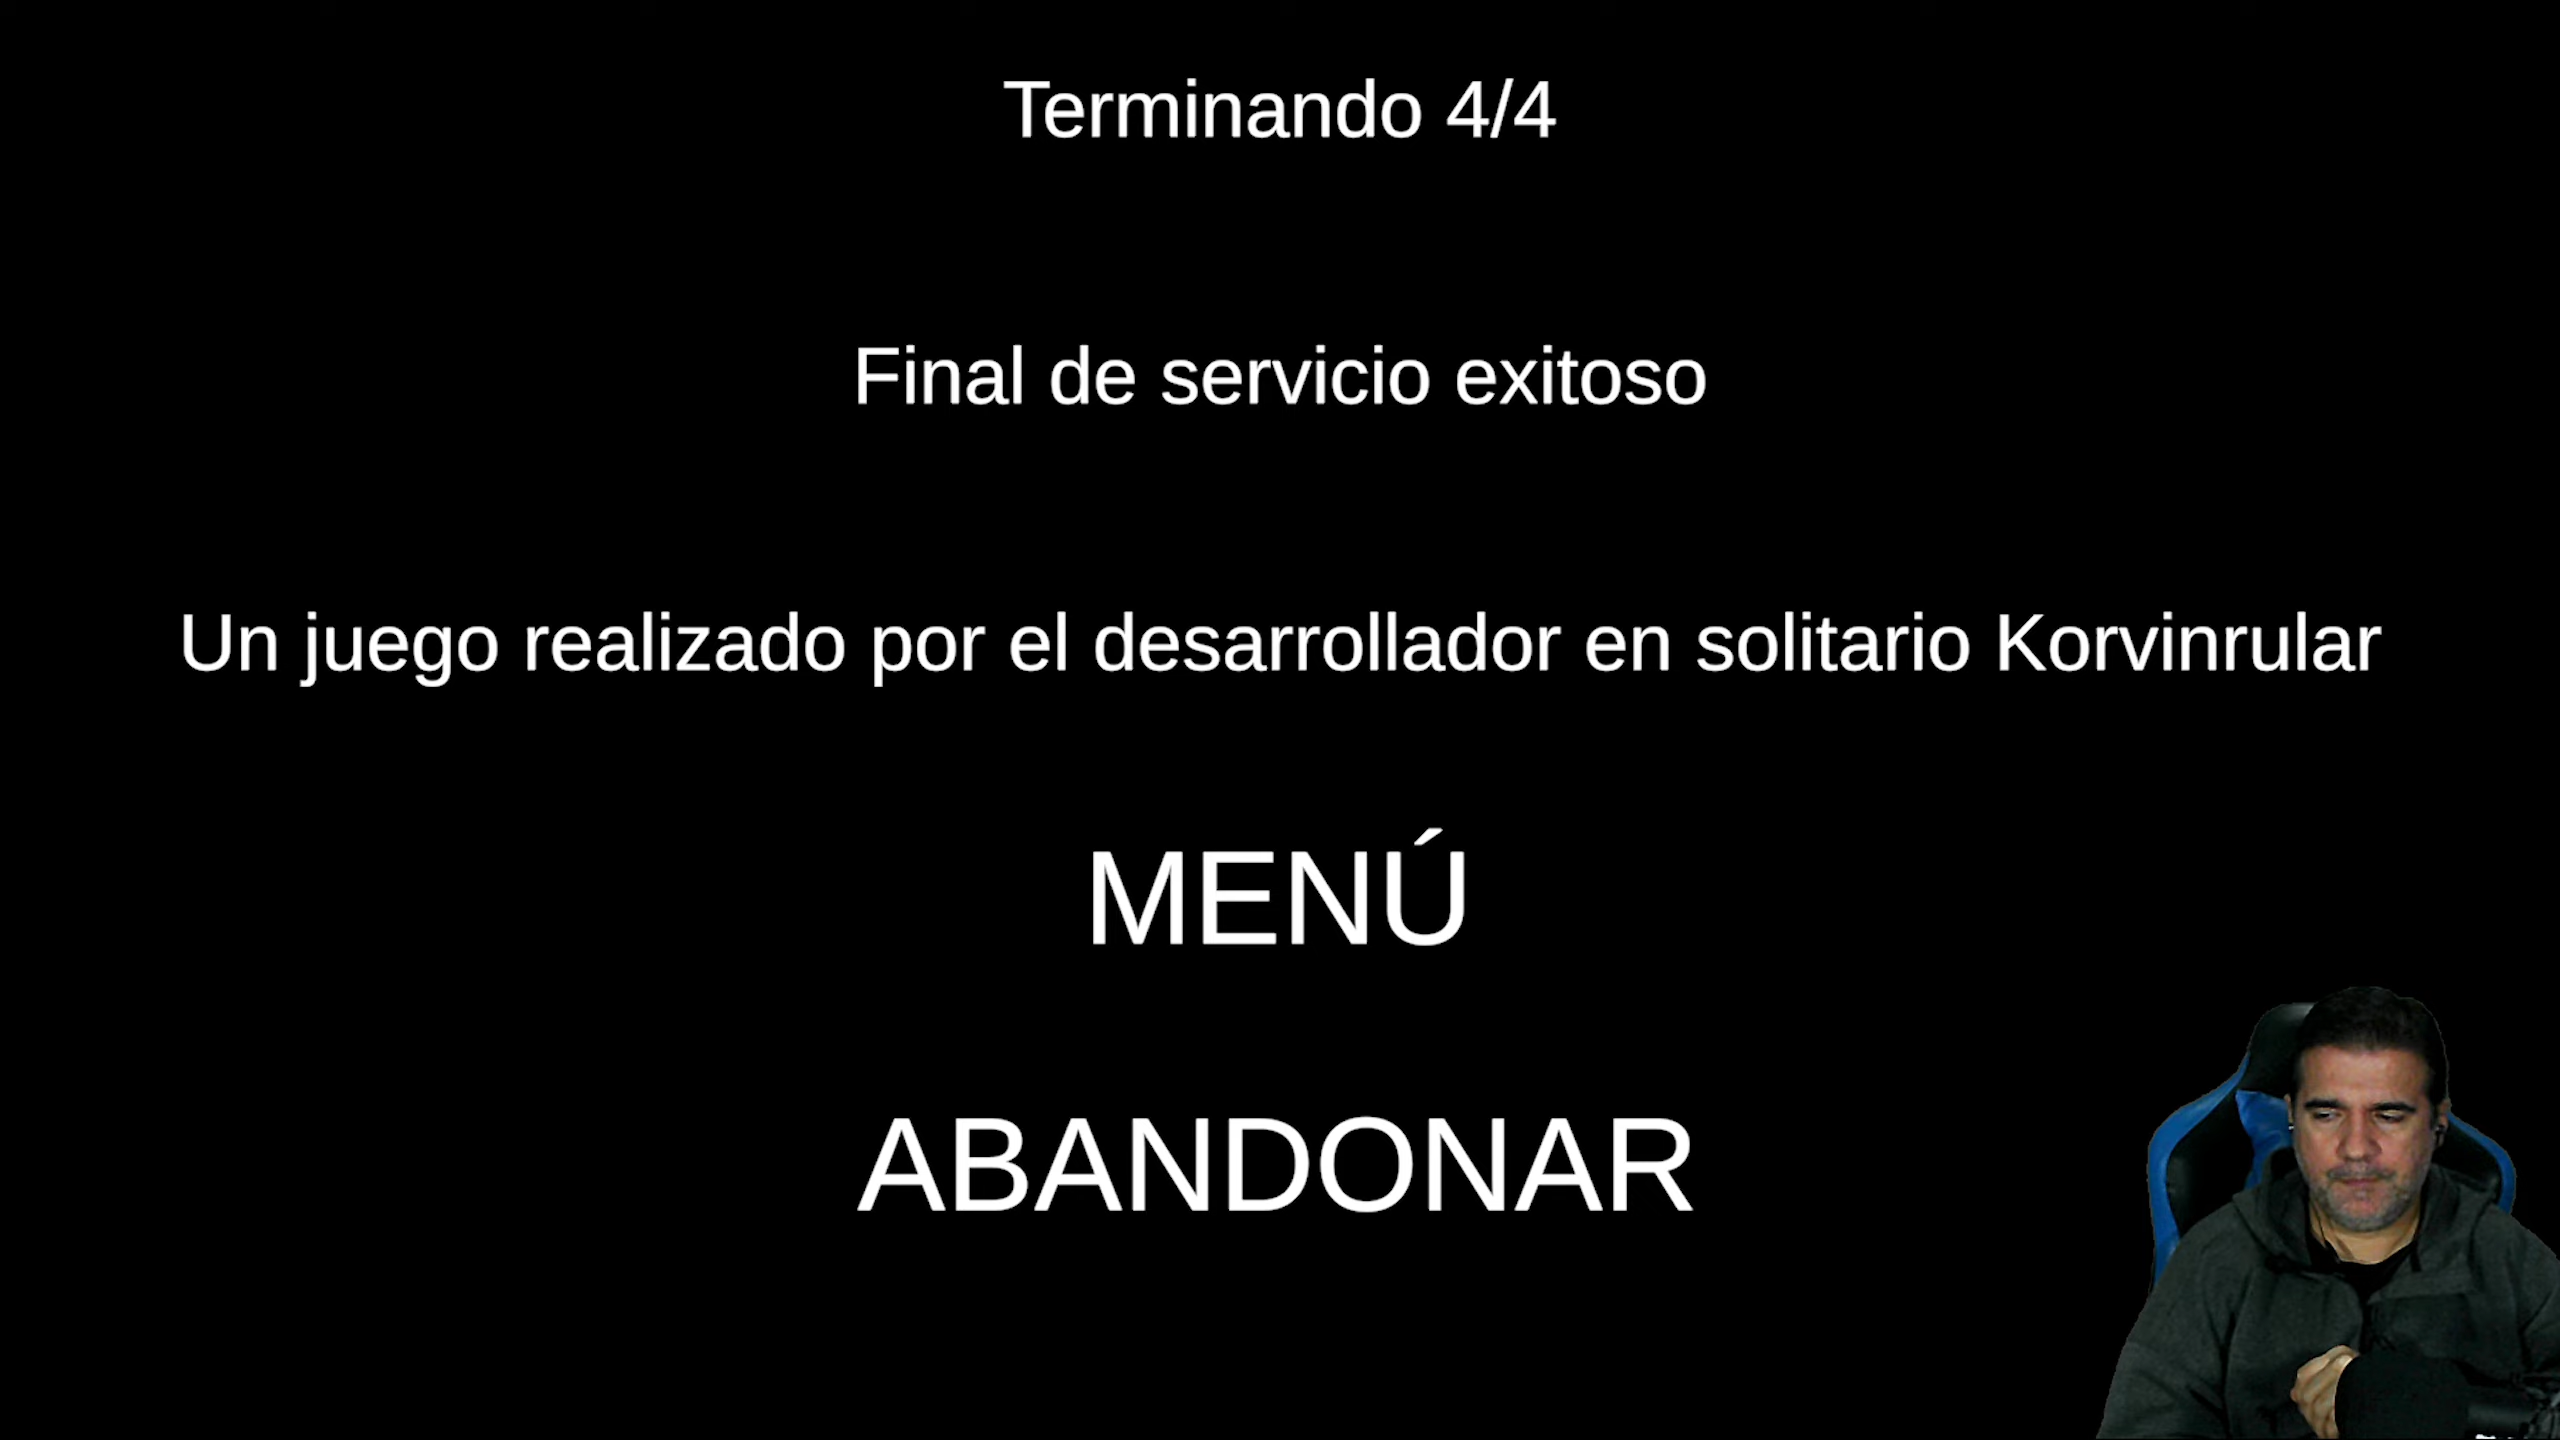 Terminando 4/4
Final de servicio exitoso
Un juego realizado por el desarrollador en solitario Korvinrular
MENÚ
ABANDONAR